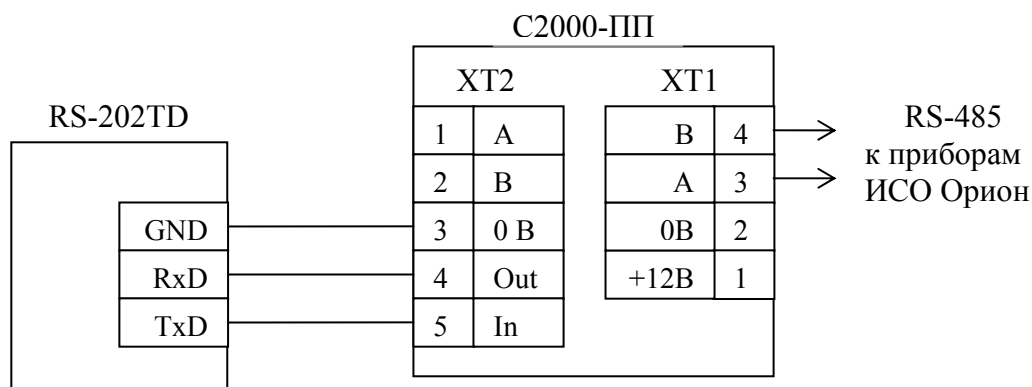 С2000-ПП
XT2 XT1
RS-202TD
1 A B 4 RS-485
2 B A 3 к приборам
ИСО Орион
GND 3 0 В 0В 2
RxD 4 Out +12В 1
TxD 5 In